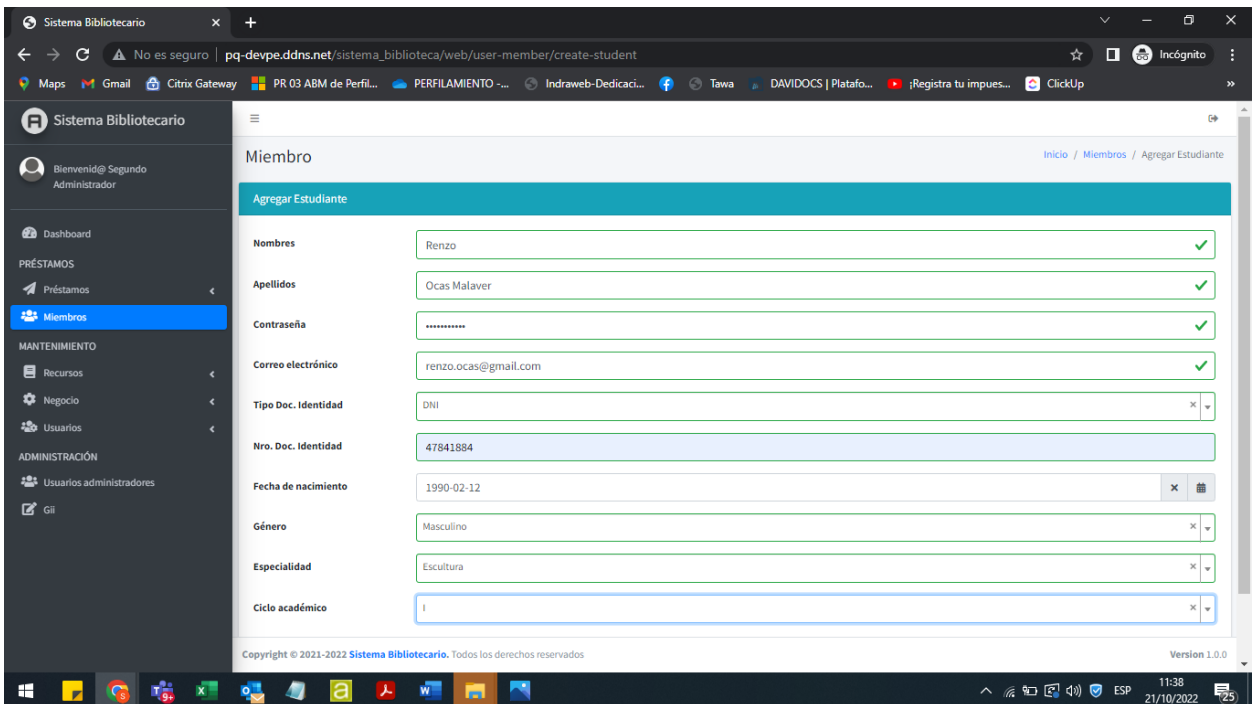 Sistema Bibliotecario
No es seguro | pq-devpe.ddns.net/sistema_biblioteca/web/user-member/create-student
Incógnito
Maps Gmail Citrix Gateway PR 03 ABM de Perfil... PERFILAMIENTO -... Indraweb-Dedicaci... Tawa DAVIDOCS | Platafo... ¡Registra tu impues... ClickUp »
Sistema Bibliotecario
Bienvenid@ Segundo
Administrador
Dashboard
PRÉSTAMOS
Préstamos
Miembros
MANTENIMIENTO
Recursos
Negocio
Usuarios
ADMINISTRACIÓN
Usuarios administradores
Gii
Miembro
Inicio / Miembros / Agregar Estudiante
Agregar Estudiante
Nombres Renzo
Apellidos Ocas Malaver
Contraseña •••••••••••
Correo electrónico renzo.ocas@gmail.com
Tipo Doc. Identidad DNI
Nro. Doc. Identidad 47841884
Fecha de nacimiento 1990-02-12
Género Masculino
Especialidad Escultura
Ciclo académico I
Copyright © 2021-2022 Sistema Bibliotecario. Todos los derechos reservados
Version 1.0.0
9+
ESP
11:38
21/10/2022
25